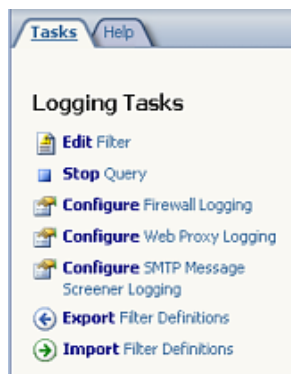 Tasks Help
Logging Tasks
Edit Filter
Stop Query
Configure Firewall Logging
Configure Web Proxy Logging
Configure SMTP Message
Screener Logging
Export Filter Definitions
Import Filter Definitions